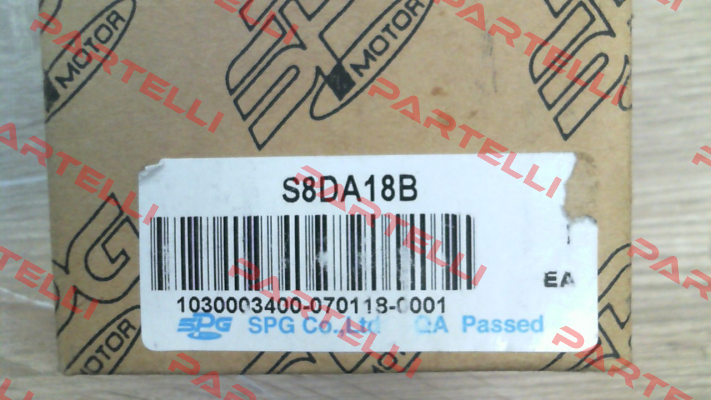 MOTOR
MOTOR
S8DA18B
EA
1030003400-070118-0001
SPG SPG Co.,Ltd QA Passed
MOTOR
PARTELLI
PARTELLI
PARTELLI
PARTELLI
PARTELLI
PARTELLI